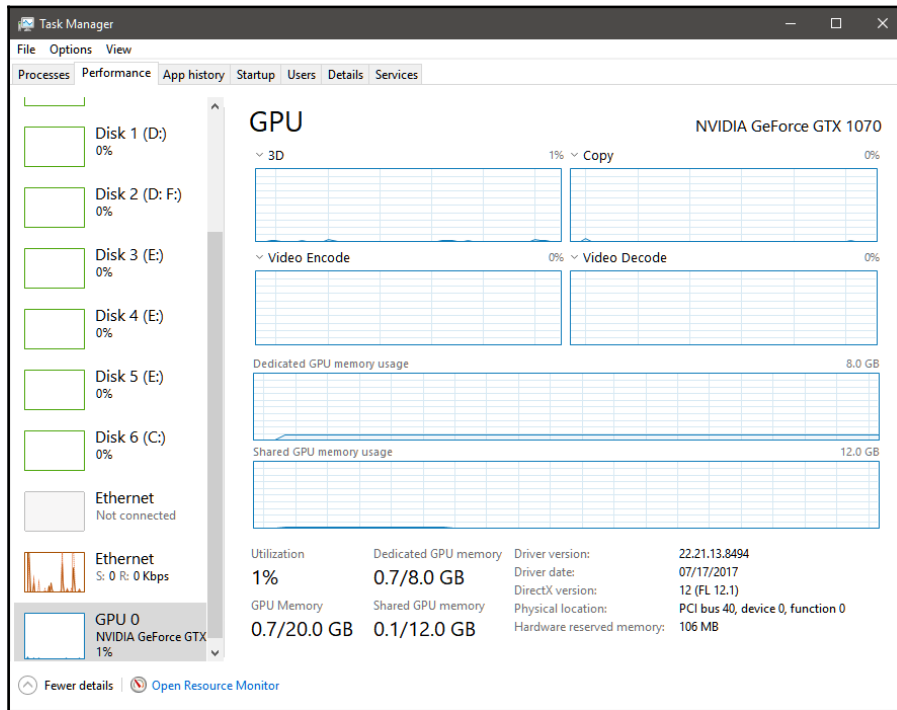 Task Manager
File Options View
Processes Performance App history Startup Users Details Services
Disk 1 (D:)
0%
Disk 2 (D: F:)
0%
Disk 3 (E:)
0%
Disk 4 (E:)
0%
Disk 5 (E:)
0%
Disk 6 (C:)
0%
Ethernet
Not connected
Ethernet
S: 0 R: 0 Kbps
GPU 0
NVIDIA GeForce GTX
1%
GPU
NVIDIA GeForce GTX 1070
3D 1%
Copy 0%
Video Encode 0%
Video Decode 0%
Dedicated GPU memory usage 8.0 GB
Shared GPU memory usage 12.0 GB
Utilization
1%
Dedicated GPU memory
0.7/8.0 GB
GPU Memory
0.7/20.0 GB
Shared GPU memory
0.1/12.0 GB
Driver version: 22.21.13.8494
Driver date: 07/17/2017
DirectX version: 12 (FL 12.1)
Physical location: PCI bus 40, device 0, function 0
Hardware reserved memory: 106 MB
Fewer details
Open Resource Monitor